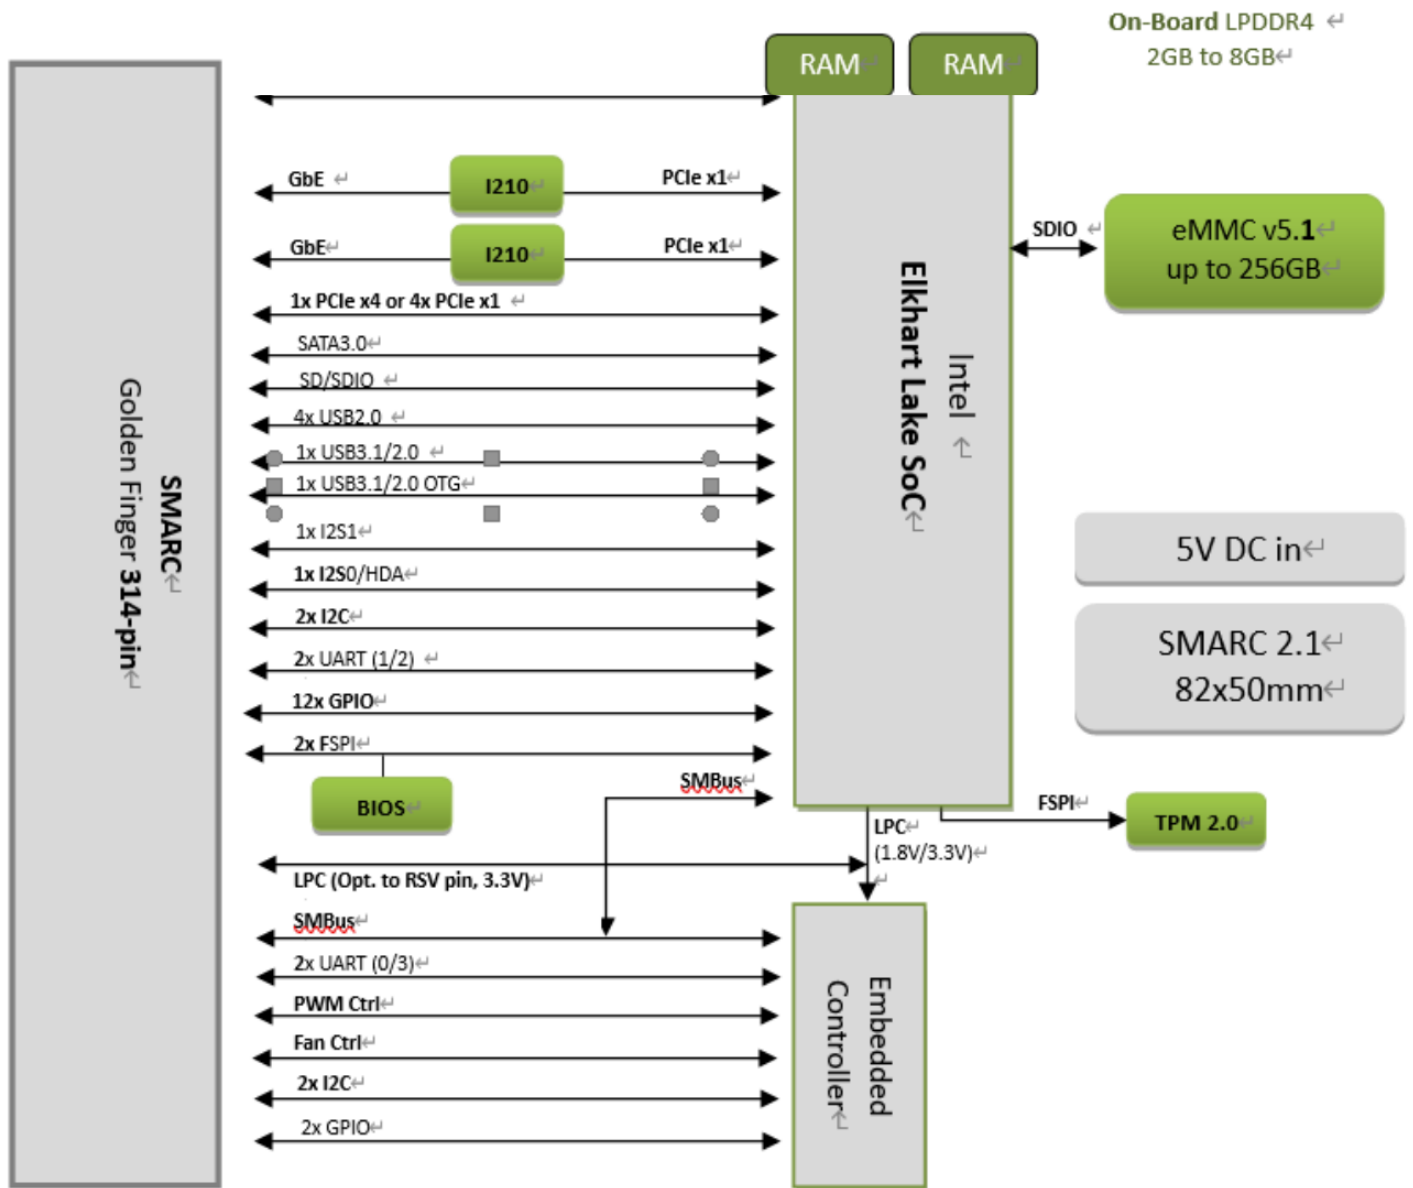 On-Board LPDDR4
2GB to 8GB
RAM
RAM
GbE
I210
PCIe x1
GbE
I210
PCIe x1
1x PCIe x4 or 4x PCIe x1
SATA3.0
SD/SDIO
4x USB2.0
1x USB3.1/2.0
1x USB3.1/2.0 OTG
1x I2S1
1x I2S0/HDA
2x I2C
2x UART (1/2)
12x GPIO
2x FSPI
BIOS
SMBus
LPC (Opt. to RSV pin, 3.3V)
SMBus
2x UART (0/3)
PWM Ctrl
Fan Ctrl
2x I2C
2x GPIO
SMARC
Golden Finger 314-pin
Intel
Elkhart Lake SoC
SDIO
eMMC v5.1
up to 256GB
5V DC in
SMARC 2.1
82x50mm
FSPI
TPM 2.0
LPC
(1.8V/3.3V)
Embedded
Controller